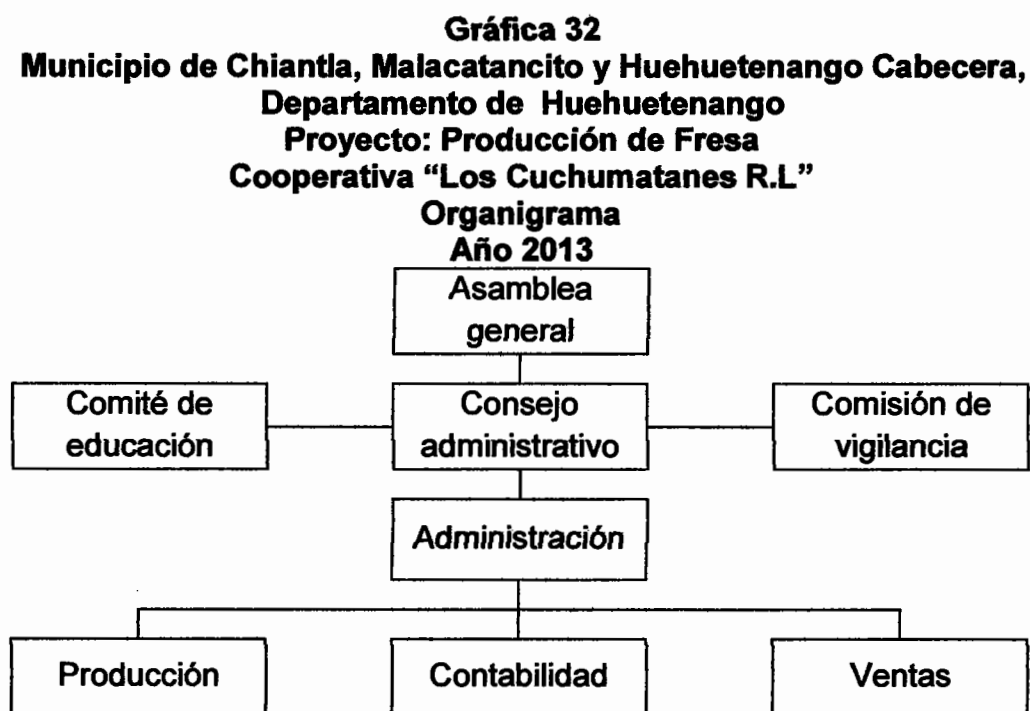 Gráfica 32
Municipio de Chiantla, Malacatancito y Huehuetenango Cabecera,
Departamento de Huehuetenango
Proyecto: Producción de Fresa
Cooperativa “Los Cuchumatanes R.L”
Organigrama
Año 2013
Asamblea
general
Comité de
educación
Consejo
administrativo
Comisión de
vigilancia
Administración
Producción
Contabilidad
Ventas